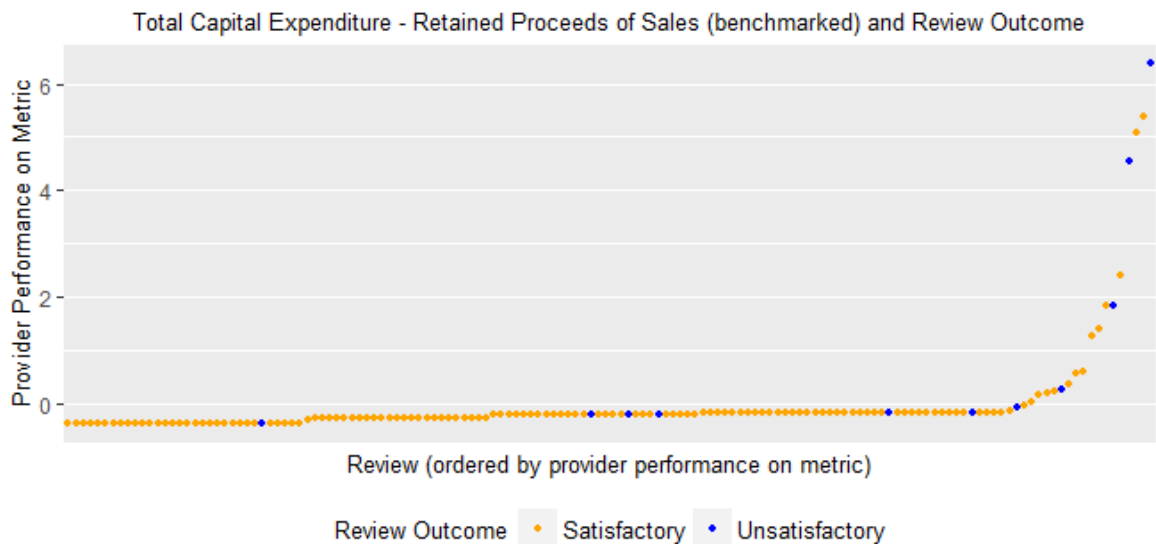 Total Capital Expenditure - Retained Proceeds of Sales (benchmarked) and Review Outcome
Provider Performance on Metric
6
4
2
0
Review (ordered by provider performance on metric)
Review Outcome Satisfactory Unsatisfactory